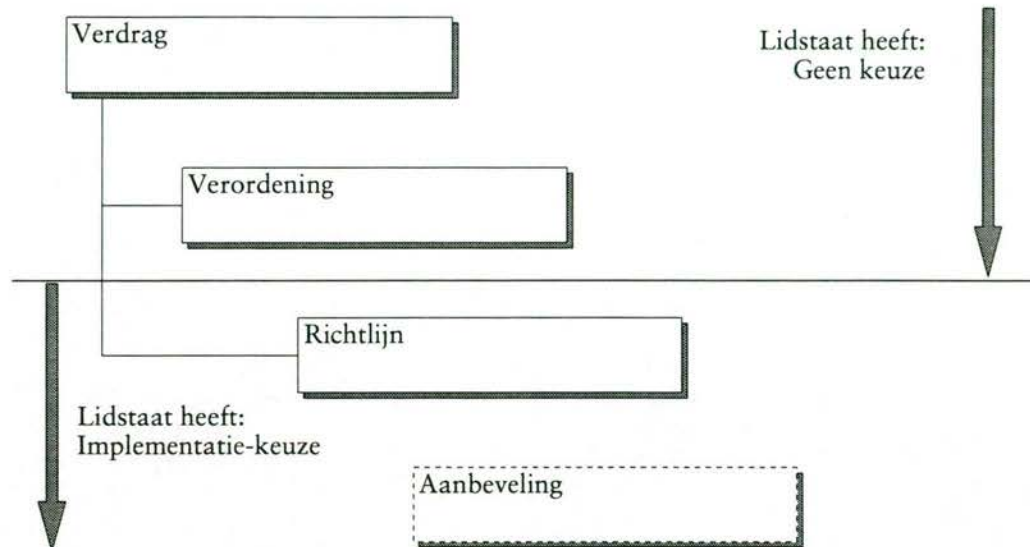 Verdrag
Lidstaat heeft:
Geen keuze
Verordening
Richtlijn
Lidstaat heeft:
Implementatie-keuze
Aanbeveling